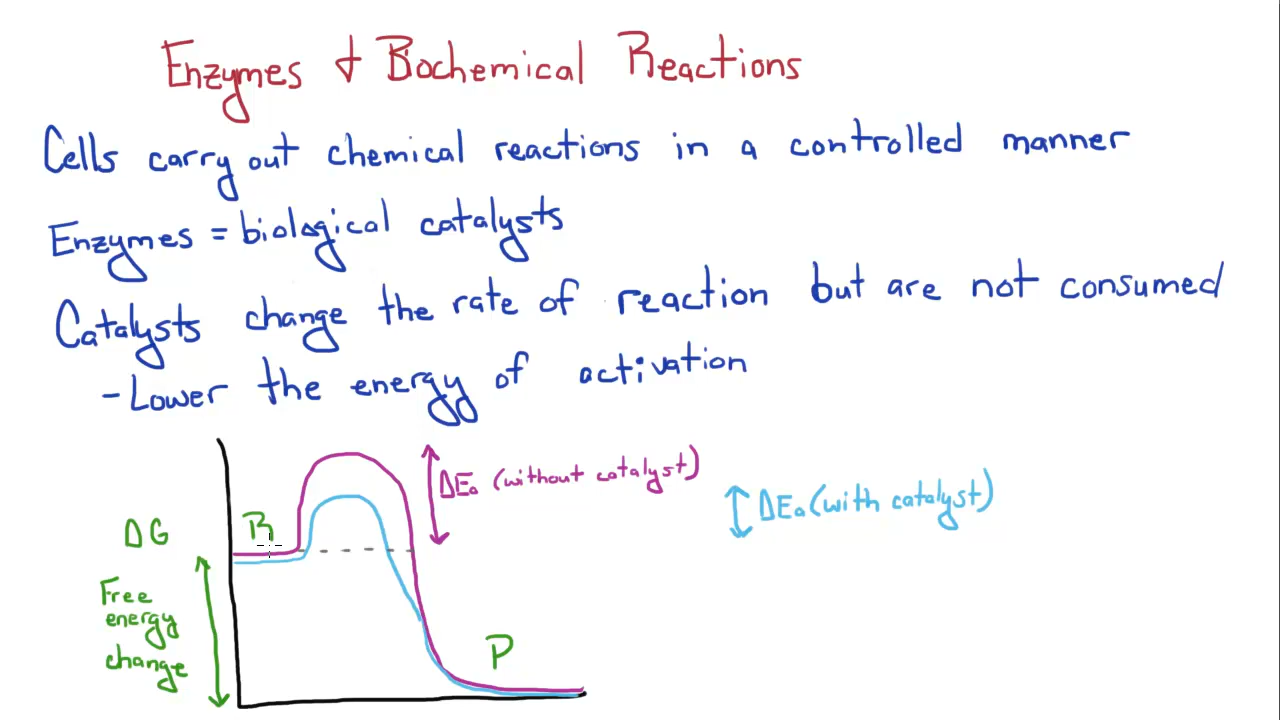 Enzymes & Biochemical Reactions
Cells carry out chemical reactions in a controlled manner
Enzymes = biological catalysts
Catalysts change the rate of reaction but are not consumed
- Lower the energy of activation
ΔEa (without catalyst)
ΔEa (with catalyst)
R
ΔG
Free
energy
change
P